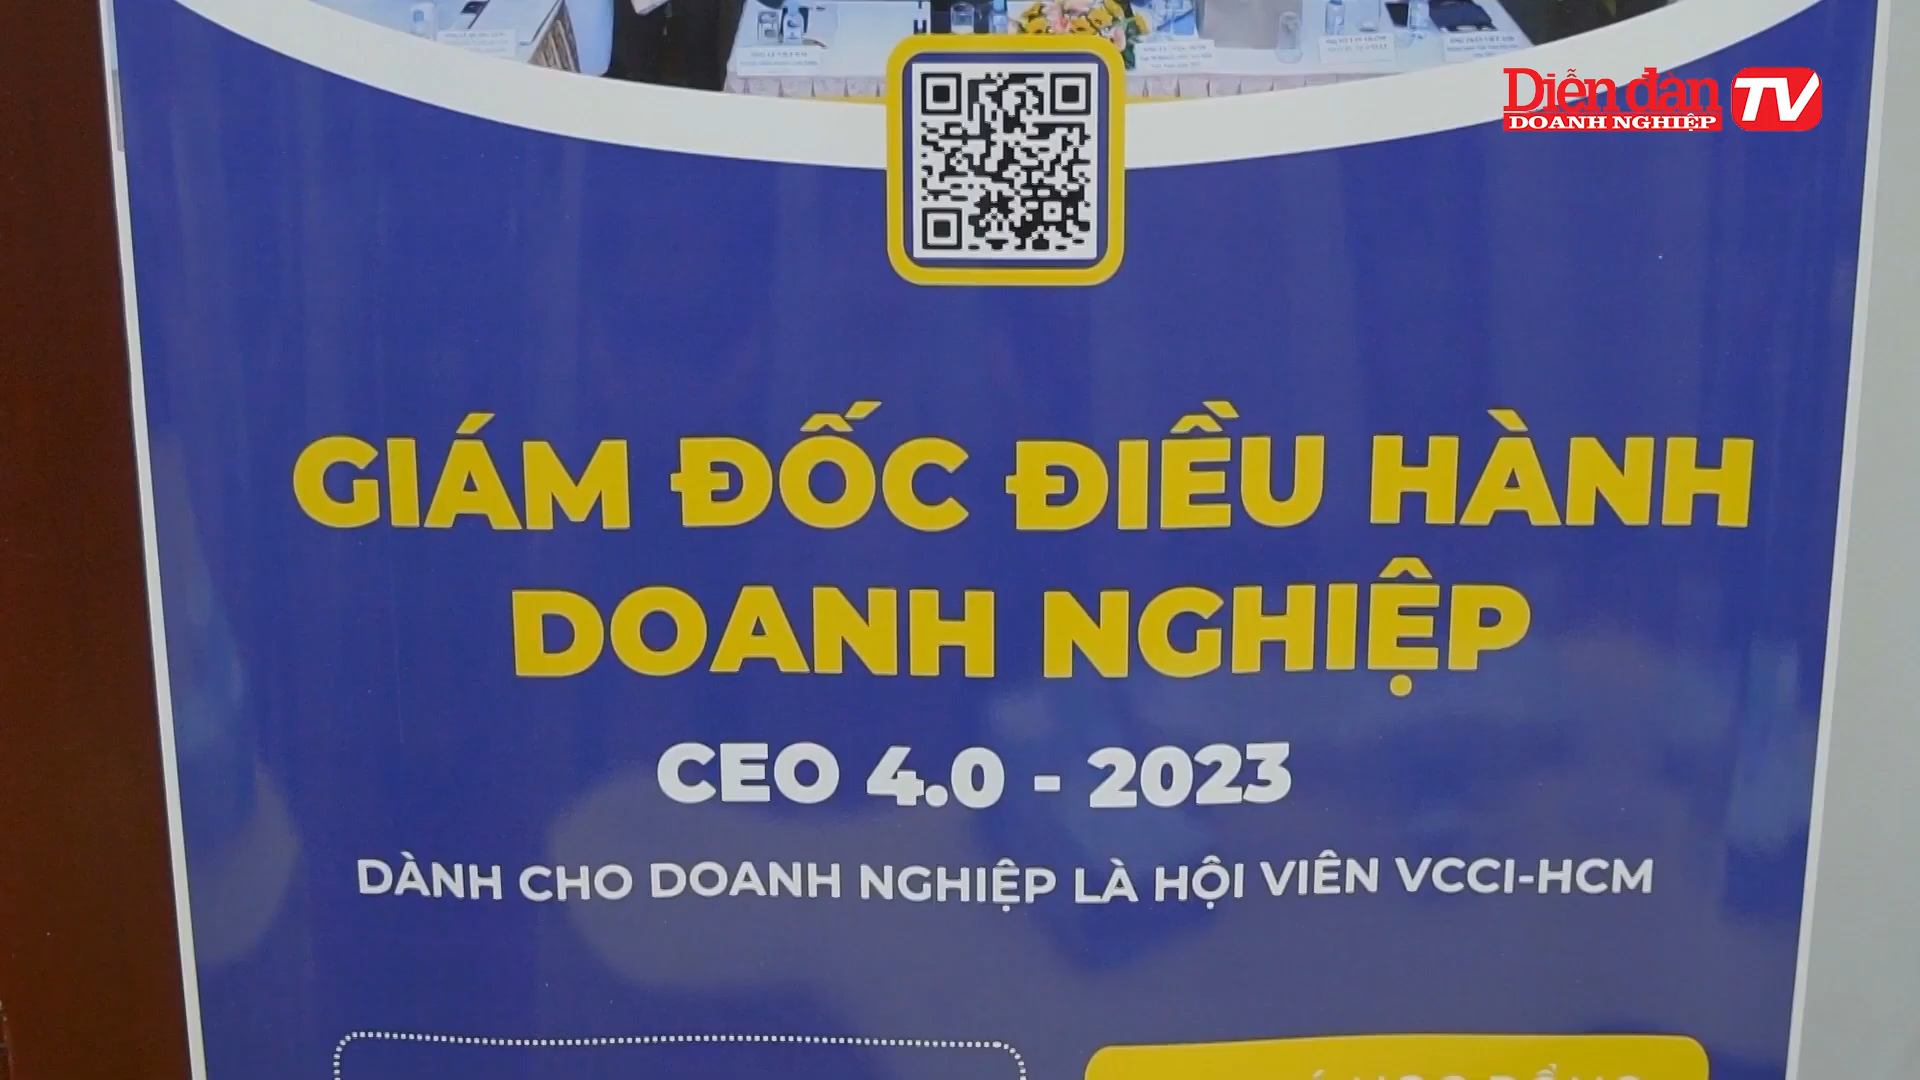 Diễn đàn TV
DOANH NGHIỆP
GIÁM ĐỐC ĐIỀU HÀNH
DOANH NGHIỆP
CEO 4.0 - 2023
DÀNH CHO DOANH NGHIỆP LÀ HỘI VIÊN VCCI-HCM